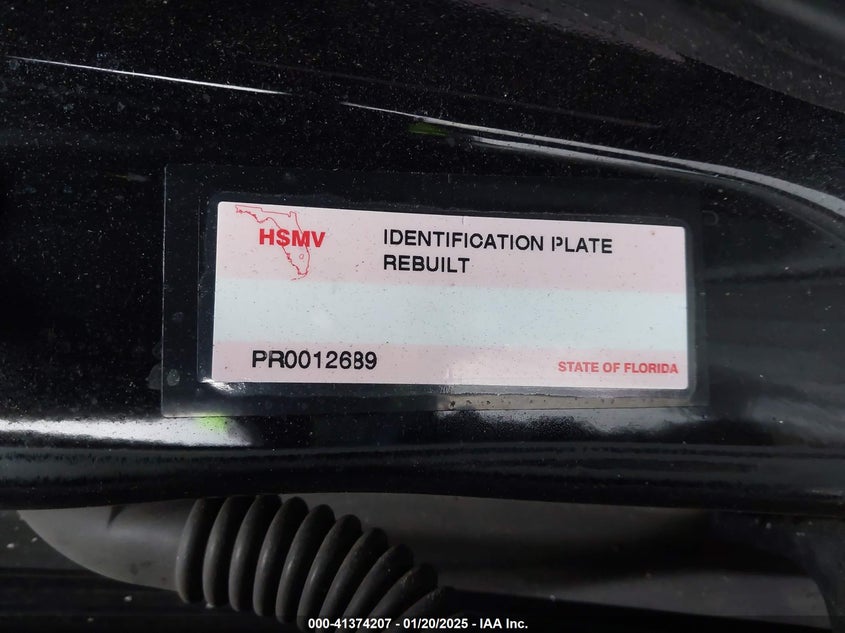 HSMV
IDENTIFICATION PLATE
REBUILT
PR0012689
STATE OF FLORIDA
000-41374207 - 01/20/2025 - IAA Inc.